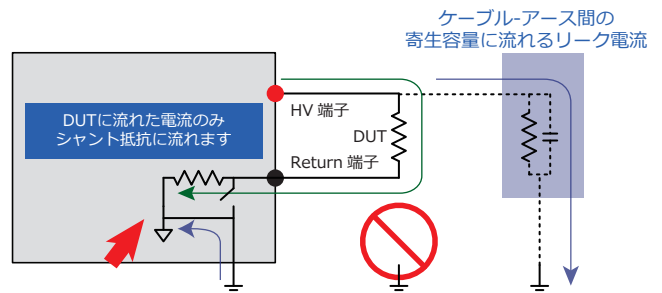 ケーブル-アース間の
寄生容量に流れるリーク電流
DUTに流れた電流のみ
シャント抵抗に流れます
HV 端子
DUT
Return 端子